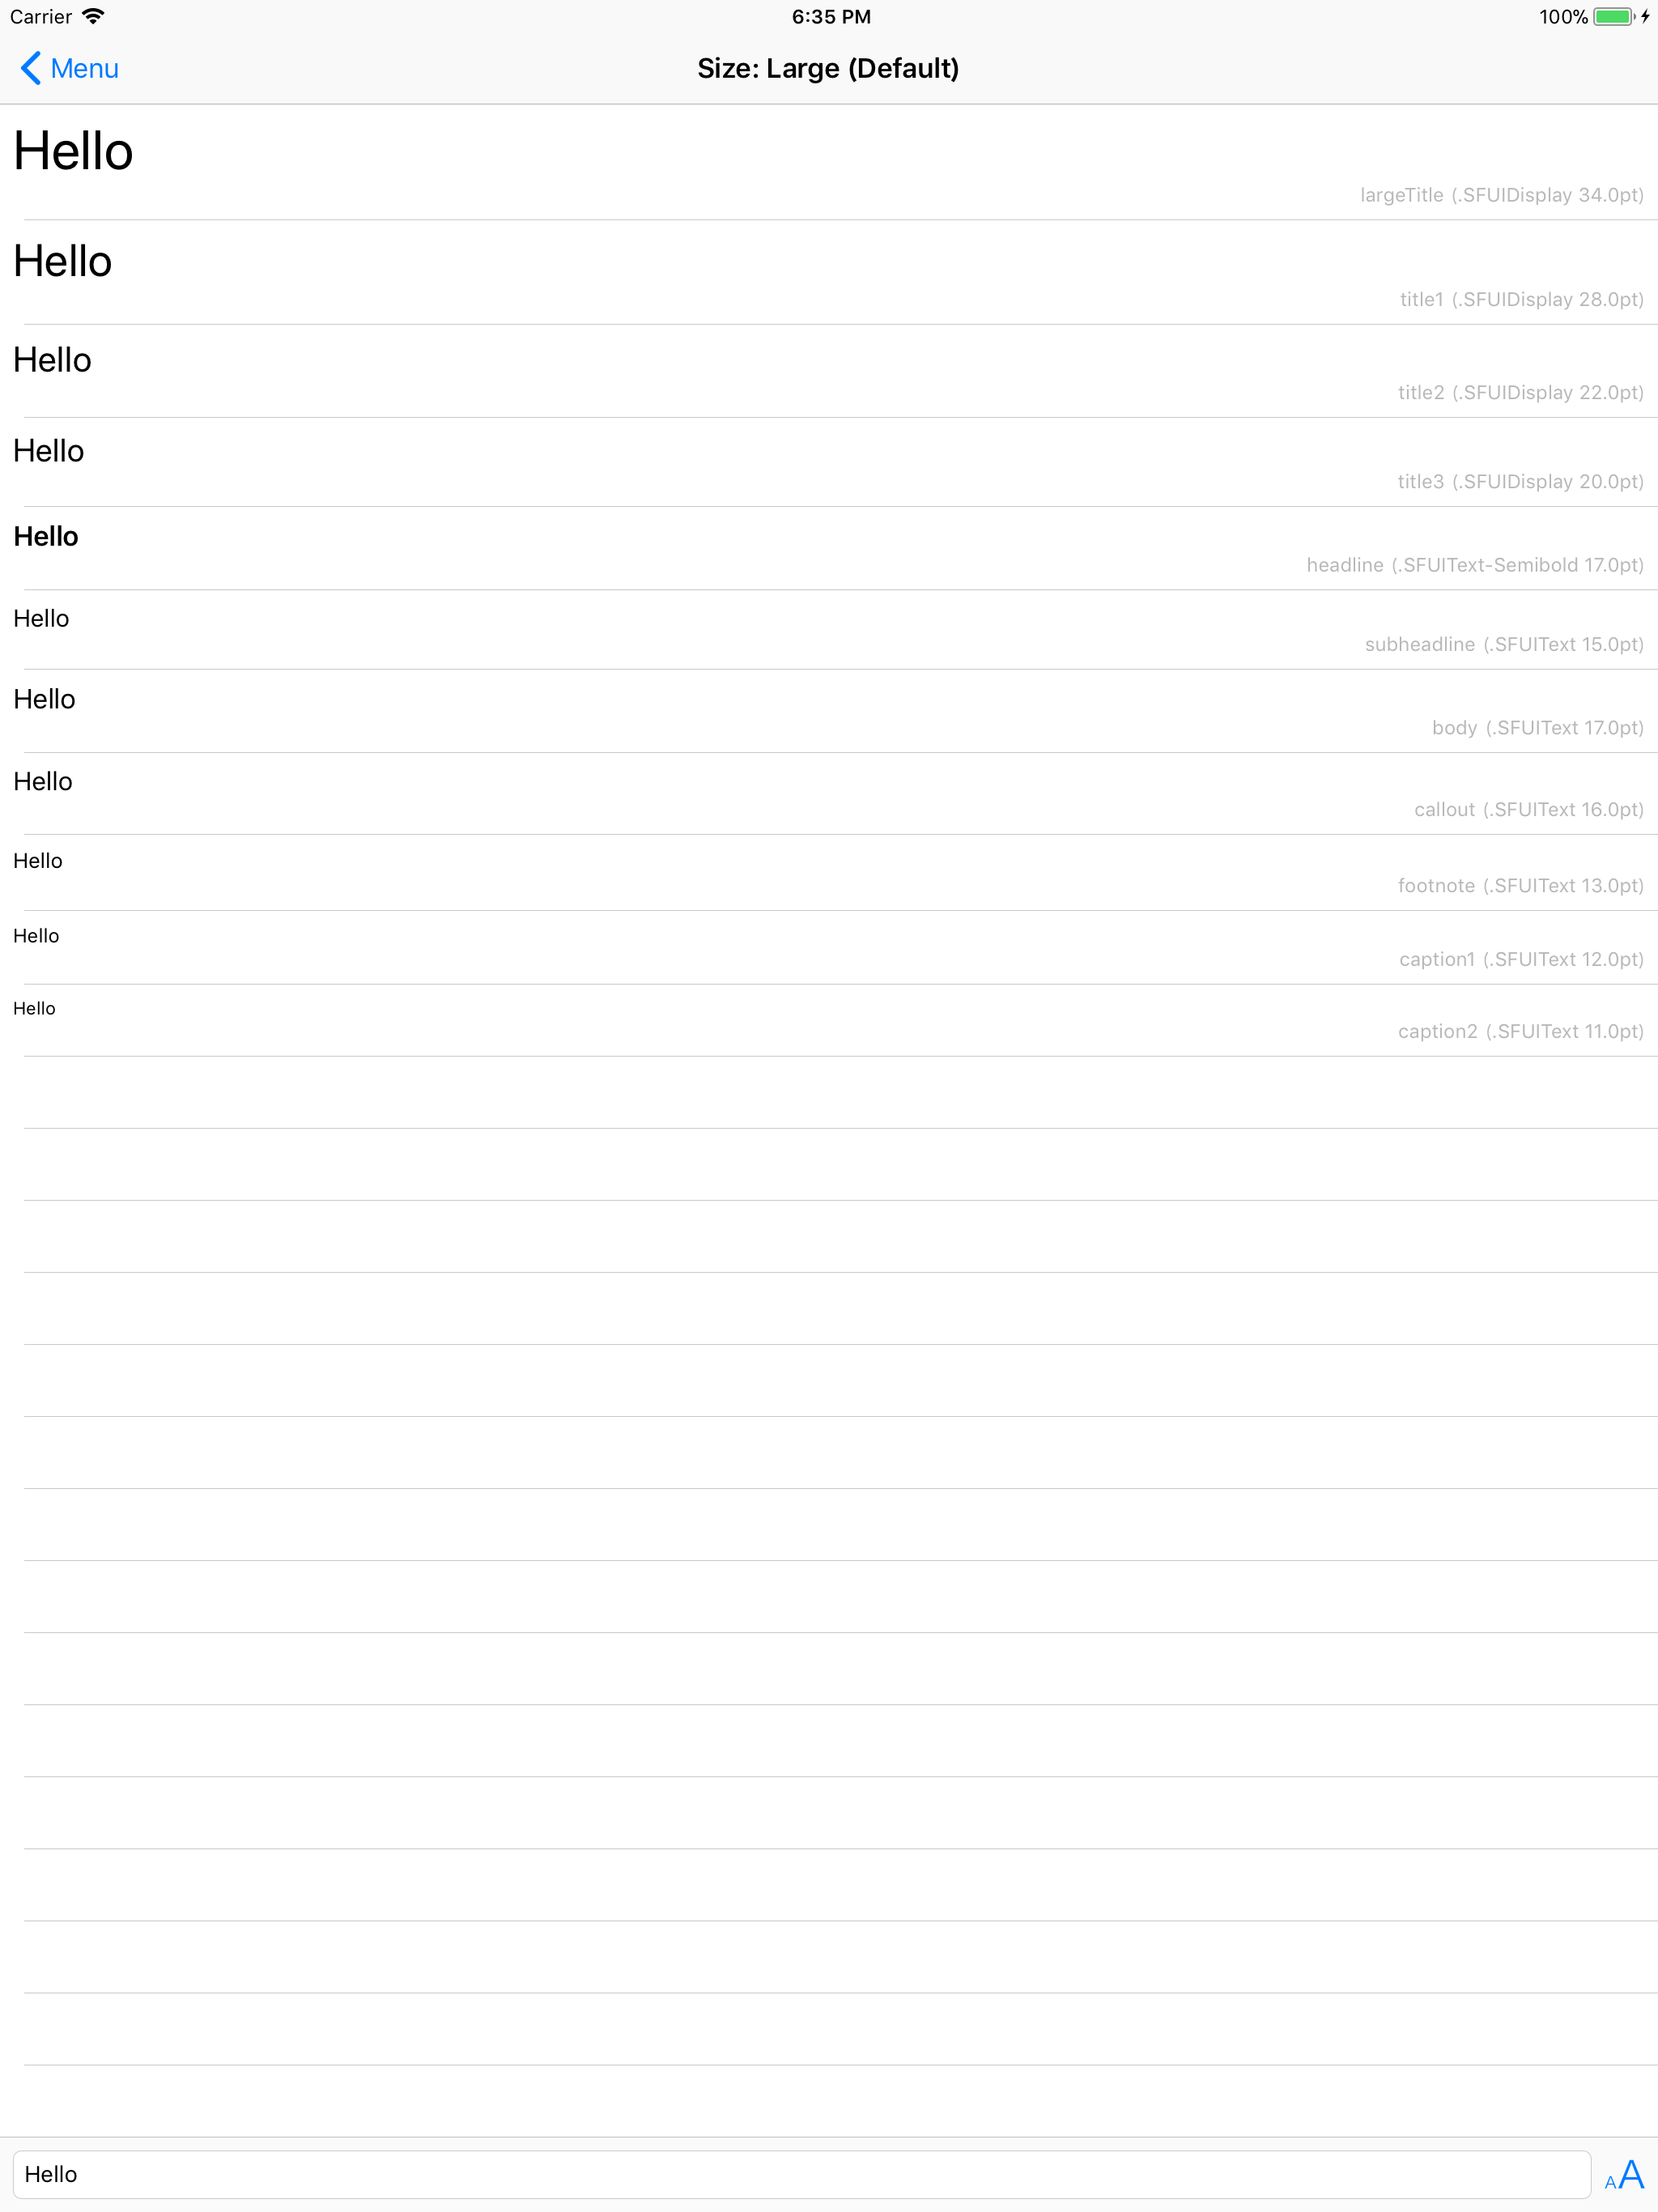 Carrier 6:35 PM 100%
Menu Size: Large (Default)
Hello
largeTitle (.SFUIDisplay 34.0pt)
Hello
title1 (.SFUIDisplay 28.0pt)
Hello
title2 (.SFUIDisplay 22.0pt)
Hello
title3 (.SFUIDisplay 20.0pt)
Hello
headline (.SFUIText-Semibold 17.0pt)
Hello
subheadline (.SFUIText 15.0pt)
Hello
body (.SFUIText 17.0pt)
Hello
callout (.SFUIText 16.0pt)
Hello
footnote (.SFUIText 13.0pt)
Hello
caption1 (.SFUIText 12.0pt)
Hello
caption2 (.SFUIText 11.0pt)
Hello AA